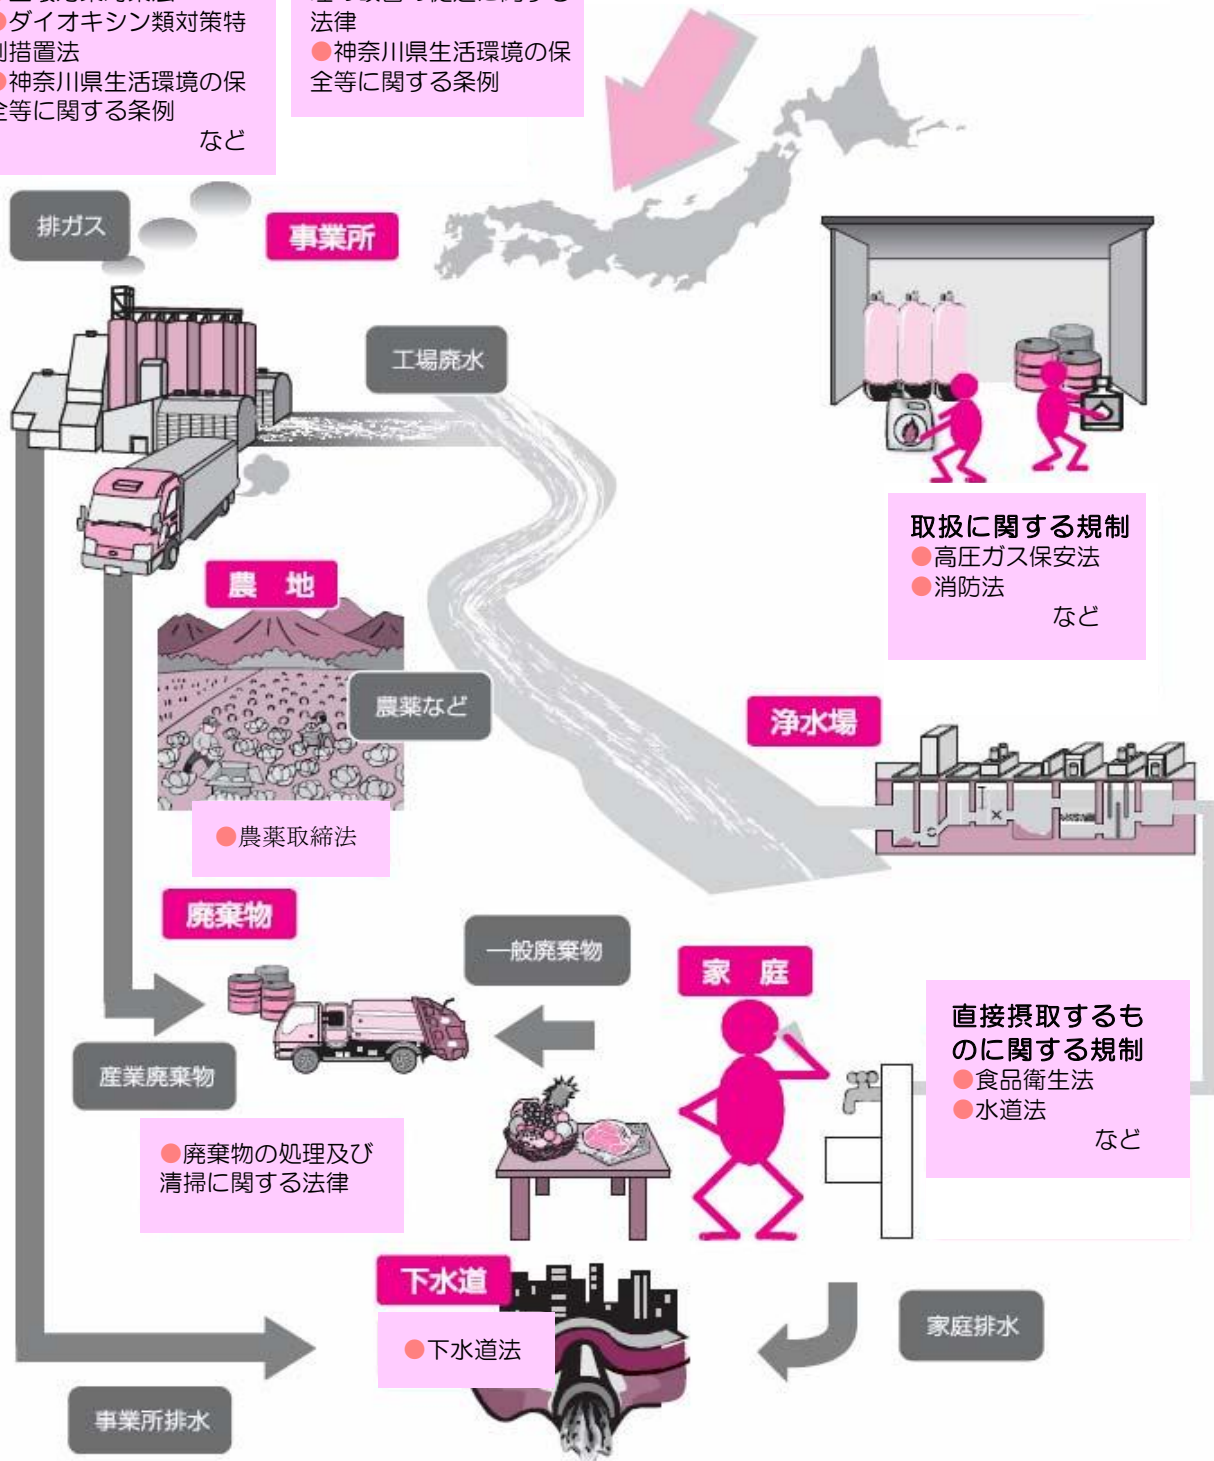 ●ダイオキシン類対策特
別措置法
●神奈川県生活環境の保
全等に関する条例
など
法律
●神奈川県生活環境の保
全等に関する条例
排ガス
事業所
工場廃水
取扱に関する規制
●高圧ガス保安法
●消防法
など
農 地
農薬など
●農薬取締法
浄水場
廃棄物
一般廃棄物
家 庭
産業廃棄物
●廃棄物の処理及び
清掃に関する法律
直接摂取するも
のに関する規制
●食品衛生法
●水道法
など
下水道
●下水道法
家庭排水
事業所排水